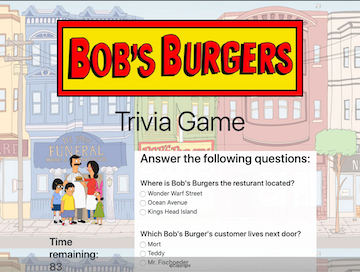 BOB'S BURGERS
Trivia Game
FUNERAL
Answer the following questions:
Where is Bob's Burgers the resturant located?
Wonder Warf Street
Ocean Avenue
Kings Head Island
Which Bob's Burger's customer lives next door?
Mort
Teddy
Mr. Fischoeder
Time
remaining:
83